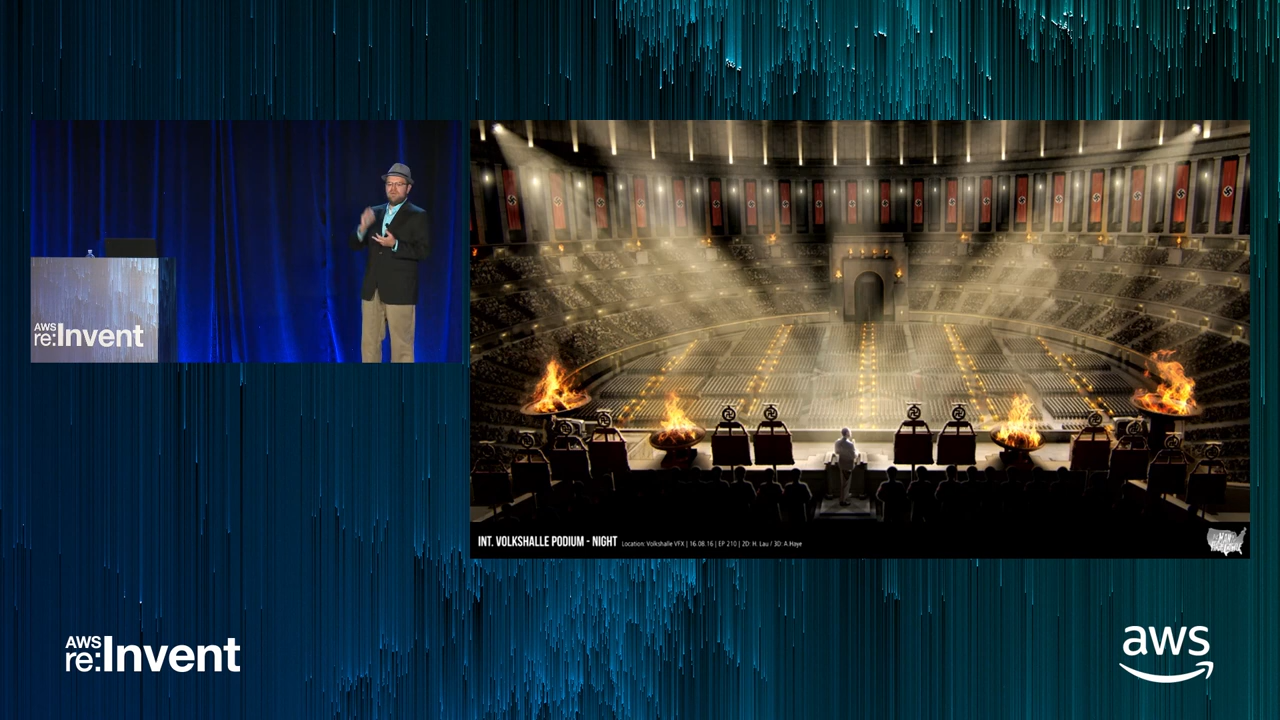 AWS
re:Invent
INT. VOLKSHALLE PODIUM - NIGHT Location: Volkshalle VFX | 16.08.16 | EP 210 | 2D: H. Lau / 3D: A.Haye
AWS
re:Invent
aws